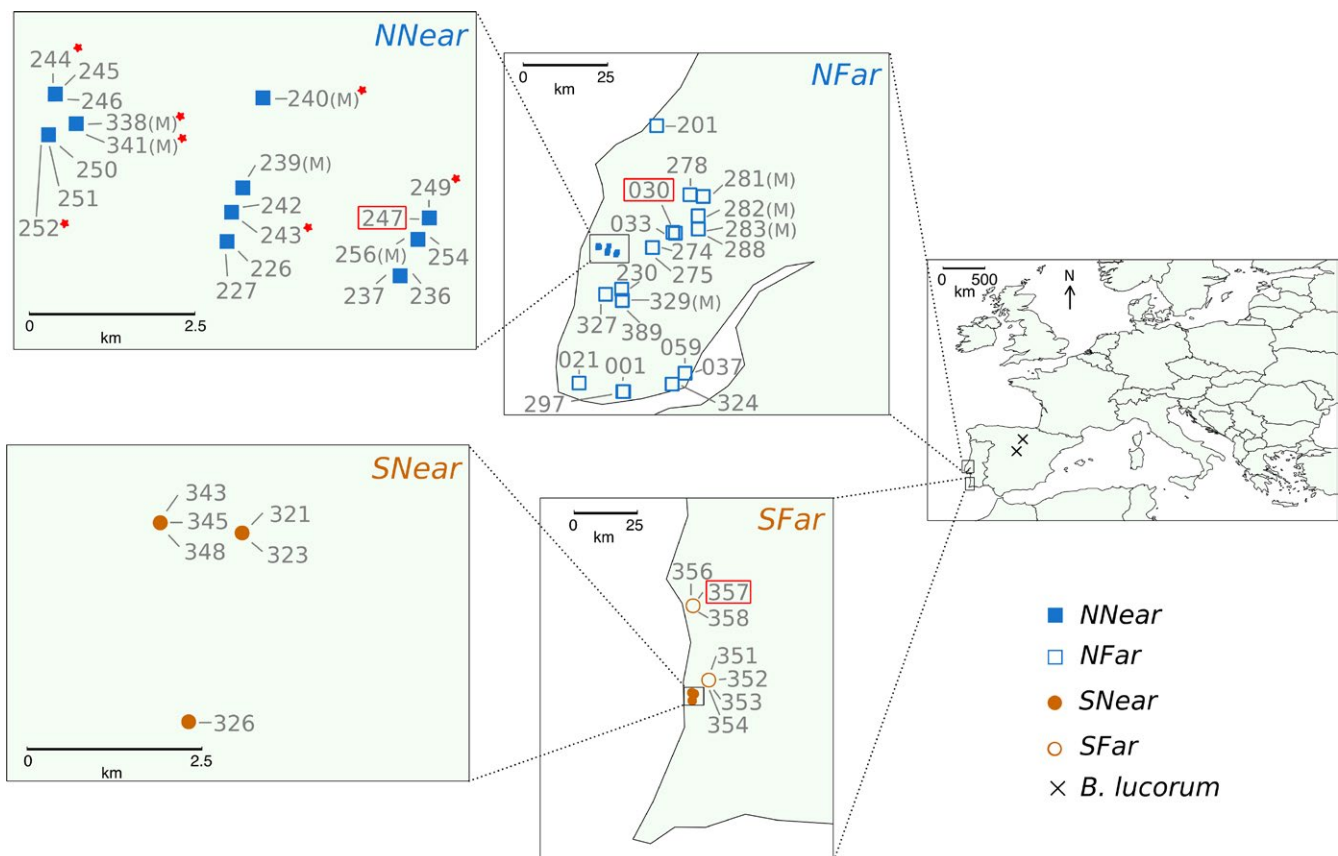 NNear
244
245
246
240(M)
338(M)
341(M)
250
251
252
239(M)
242
243
226
227
249
247
256(M)
254
237
236
0 2.5
km
NFar
0 25
km
201
278
281(M)
030
282(M)
033
283(M)
274
288
275
230
329(M)
327
389
059
021
001
037
297
324
0 500
km
N
SNear
343
345
348
321
323
326
0 2.5
km
SFar
0 25
km
356
357
358
351
352
353
354
NNear
NFar
SNear
SFar
B. lucorum